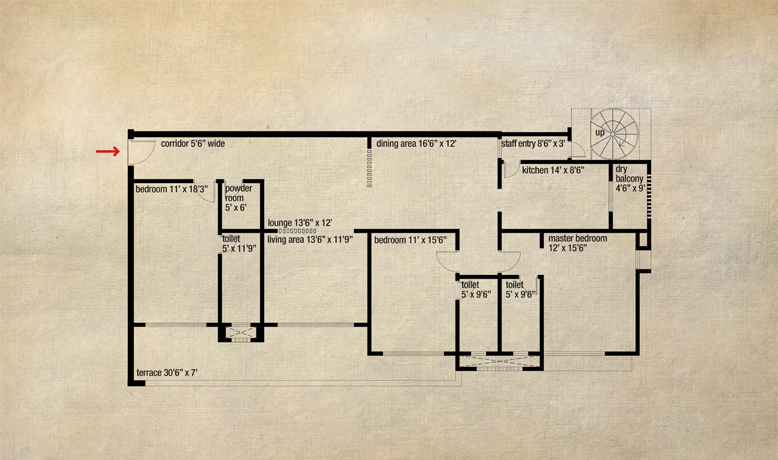 corridor 5'6" wide
dining area 16'6" x 12'
staff entry 8'6" x 3'
up
kitchen 14' x 8'6"
dry
balcony
4'6" x 9'
bedroom 11' x 18'3"
powder
room
5' x 6'
lounge 13'6" x 12'
toilet
5' x 11'9"
living area 13'6" x 11'9"
bedroom 11' x 15'6"
master bedroom
12' x 15'6"
toilet
5' x 9'6"
toilet
5' x 9'6"
terrace 30'6" x 7'